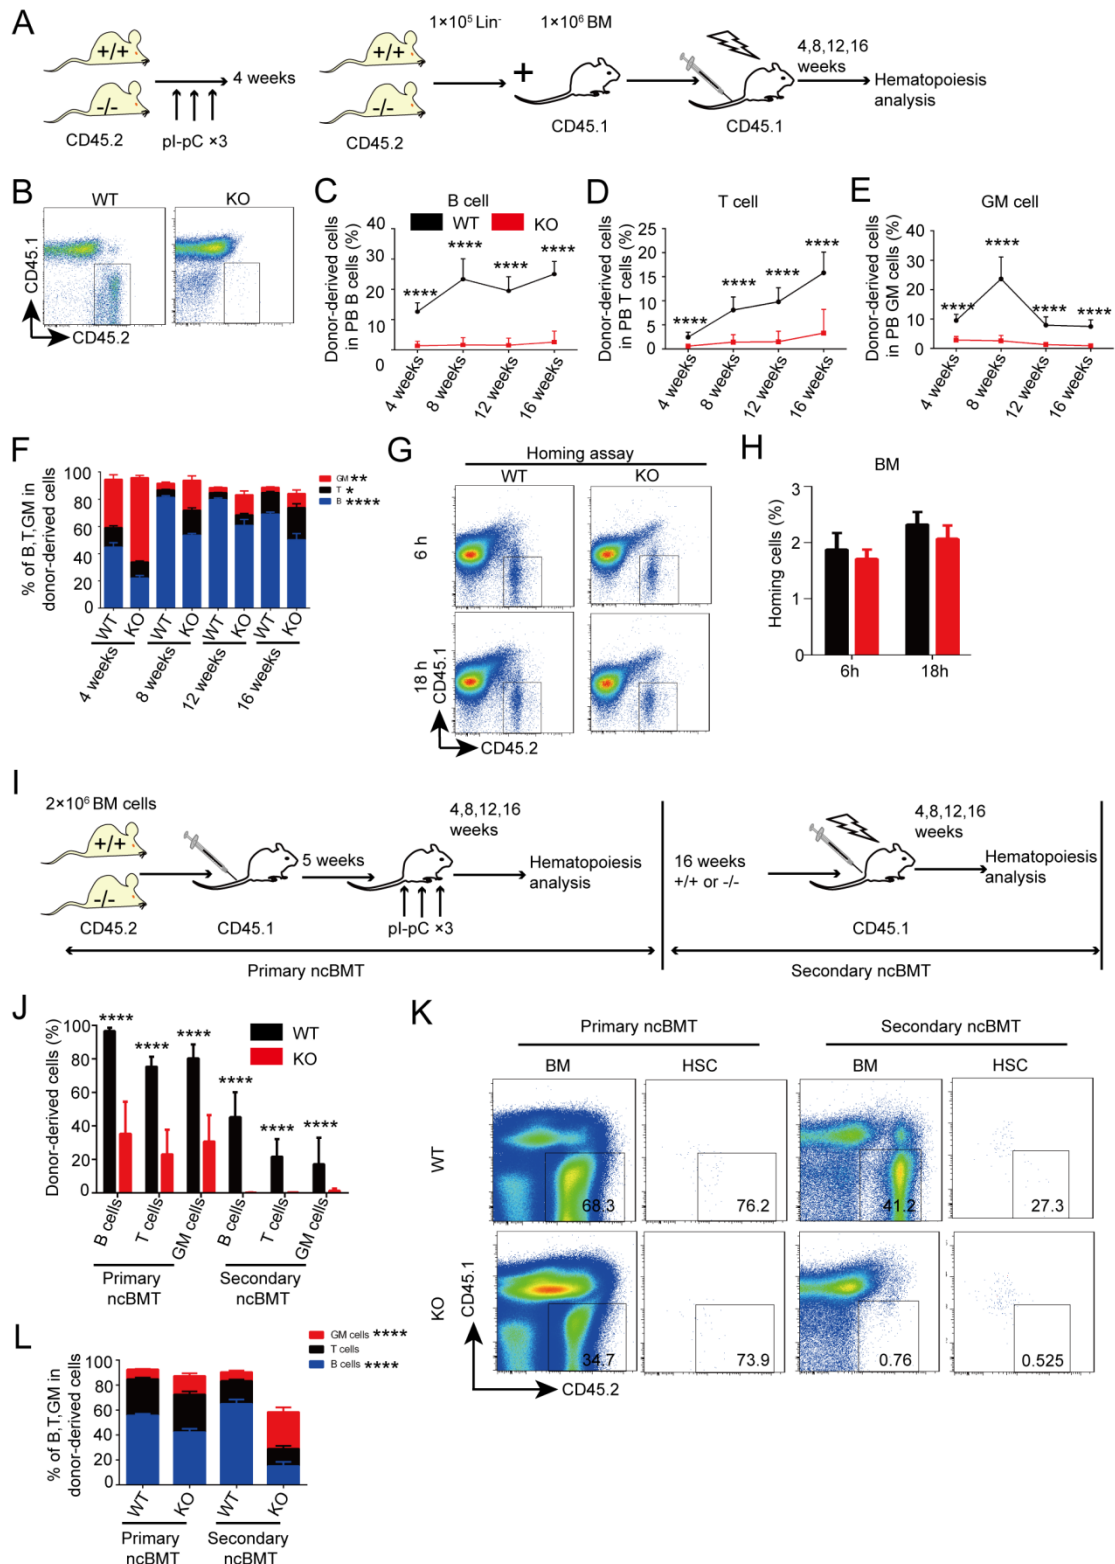 A
+/+
-/-
CD45.2
pI-pC ×3
4 weeks
+/+
-/-
CD45.2
1×10⁵ Lin⁻
1×10⁶ BM
+
CD45.1
CD45.1
4,8,12,16
weeks
Hematopoiesis
analysis
B
WT
KO
CD45.1
CD45.2
C
B cell
WT
KO
Donor-derived cells
in PB B cells (%)
40
30
20
10
0
****
****
****
****
4 weeks
8 weeks
12 weeks
16 weeks
D
T cell
Donor-derived cells
in PB T cells (%)
25
20
15
10
5
0
****
****
****
****
4 weeks
8 weeks
12 weeks
16 weeks
E
GM cell
Donor-derived cells
in PB GM cells (%)
40
30
20
10
0
****
****
****
****
4 weeks
8 weeks
12 weeks
16 weeks
F
% of B,T,GM in
donor-derived cells
100
80
60
40
20
0
GM **
T *
B ****
WT
KO
WT
KO
WT
KO
WT
KO
4 weeks
8 weeks
12 weeks
16 weeks
G
Homing assay
WT
KO
6 h
18 h
CD45.1
CD45.2
H
BM
Homing cells (%)
3
2
1
0
6h
18h
I
2×10⁶ BM cells
+/+
-/-
CD45.2
CD45.1
5 weeks
pI-pC ×3
4,8,12,16
weeks
Hematopoiesis
analysis
Primary ncBMT
16 weeks
+/+ or -/-
CD45.1
4,8,12,16
weeks
Hematopoiesis
analysis
Secondary ncBMT
J
Donor-derived cells (%)
100
80
60
40
20
0
****
****
****
****
****
****
WT
KO
B cells
T cells
GM cells
B cells
T cells
GM cells
Primary
ncBMT
Secondary
ncBMT
K
Primary ncBMT
Secondary ncBMT
BM
HSC
BM
HSC
WT
68.3
76.2
41.2
27.3
KO
34.7
73.9
0.76
0.525
CD45.1
CD45.2
L
% of B,T,GM in
donor-derived cells
100
80
60
40
20
0
GM cells ****
T cells
B cells ****
WT
KO
WT
KO
Primary
ncBMT
Secondary
ncBMT